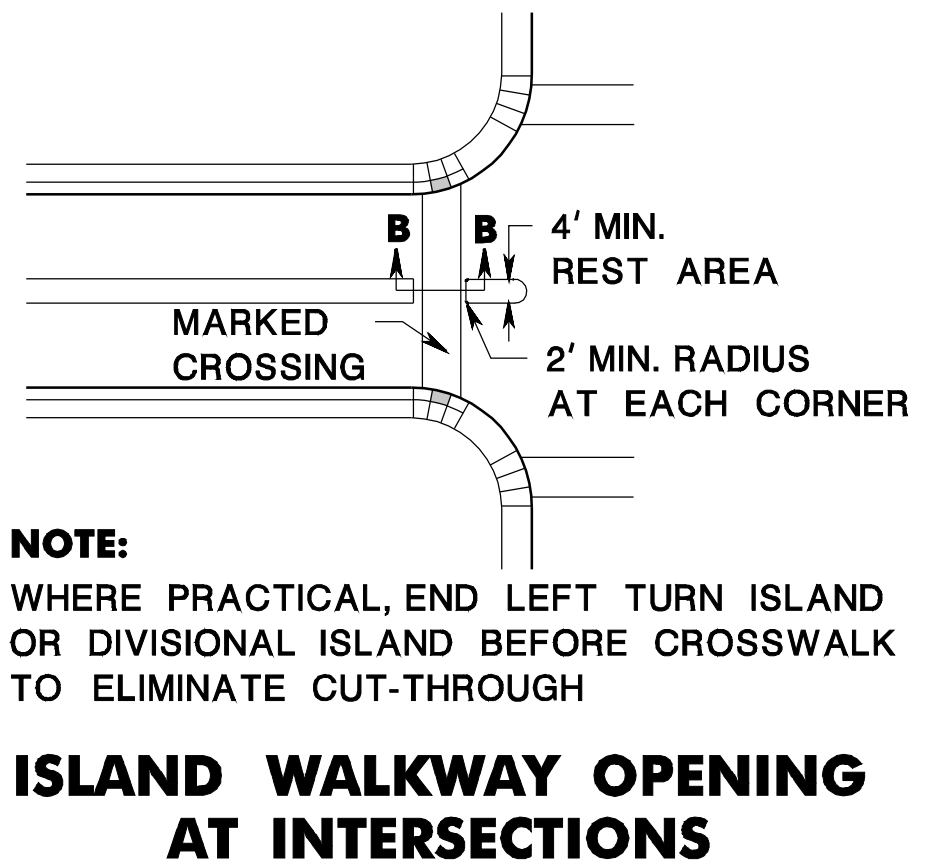 B B
4' MIN.
REST AREA
MARKED
CROSSING
2' MIN. RADIUS
AT EACH CORNER
NOTE:
WHERE PRACTICAL, END LEFT TURN ISLAND
OR DIVISIONAL ISLAND BEFORE CROSSWALK
TO ELIMINATE CUT-THROUGH
ISLAND WALKWAY OPENING
AT INTERSECTIONS